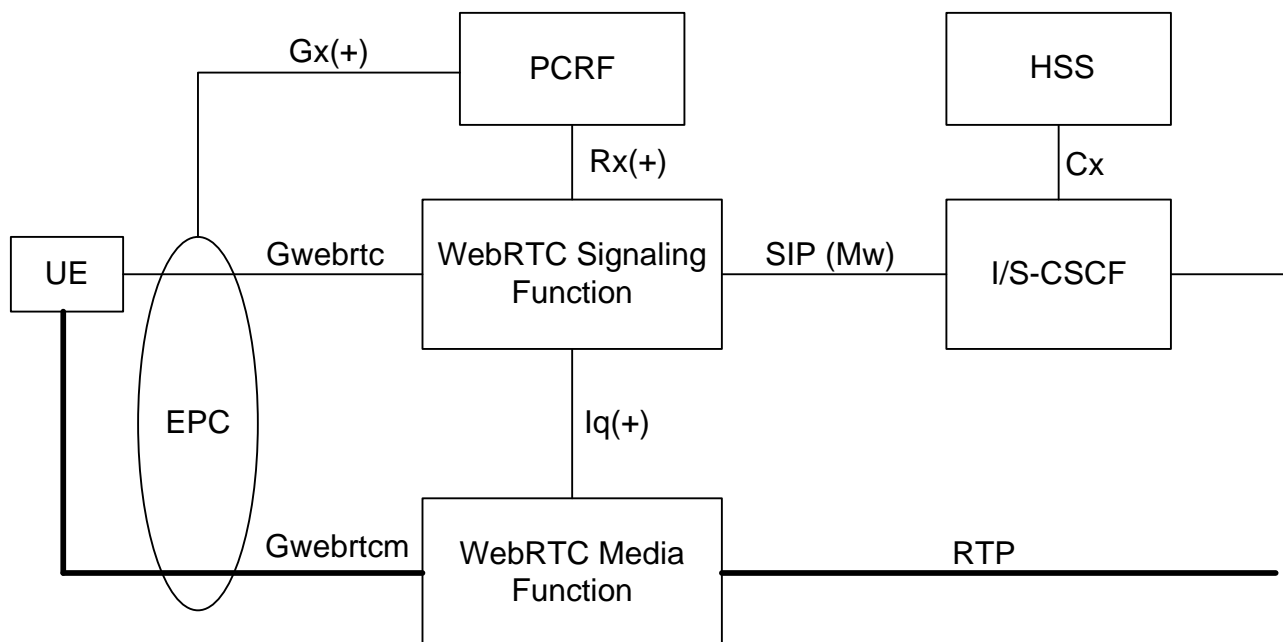 Gx(+)
PCRF
HSS
Rx(+)
Cx
UE
Gwebrtc
WebRTC Signaling
Function
SIP (Mw)
I/S-CSCF
EPC
Iq(+)
Gwebrtcm
WebRTC Media
Function
RTP